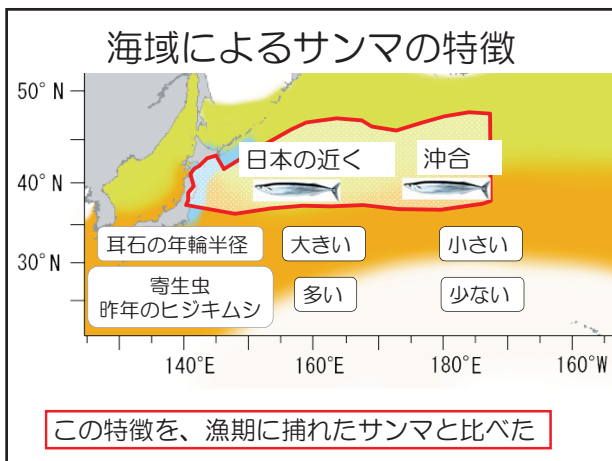 海域によるサンマの特徴
50° N
日本の近く 沖合
40° N
耳石の年輪半径 大きい 小さい
30° N
寄生虫
昨年のヒジキムシ 多い 少ない
140°E 160°E 180°E 160°W
この特徴を、漁期に捕れたサンマと比べた